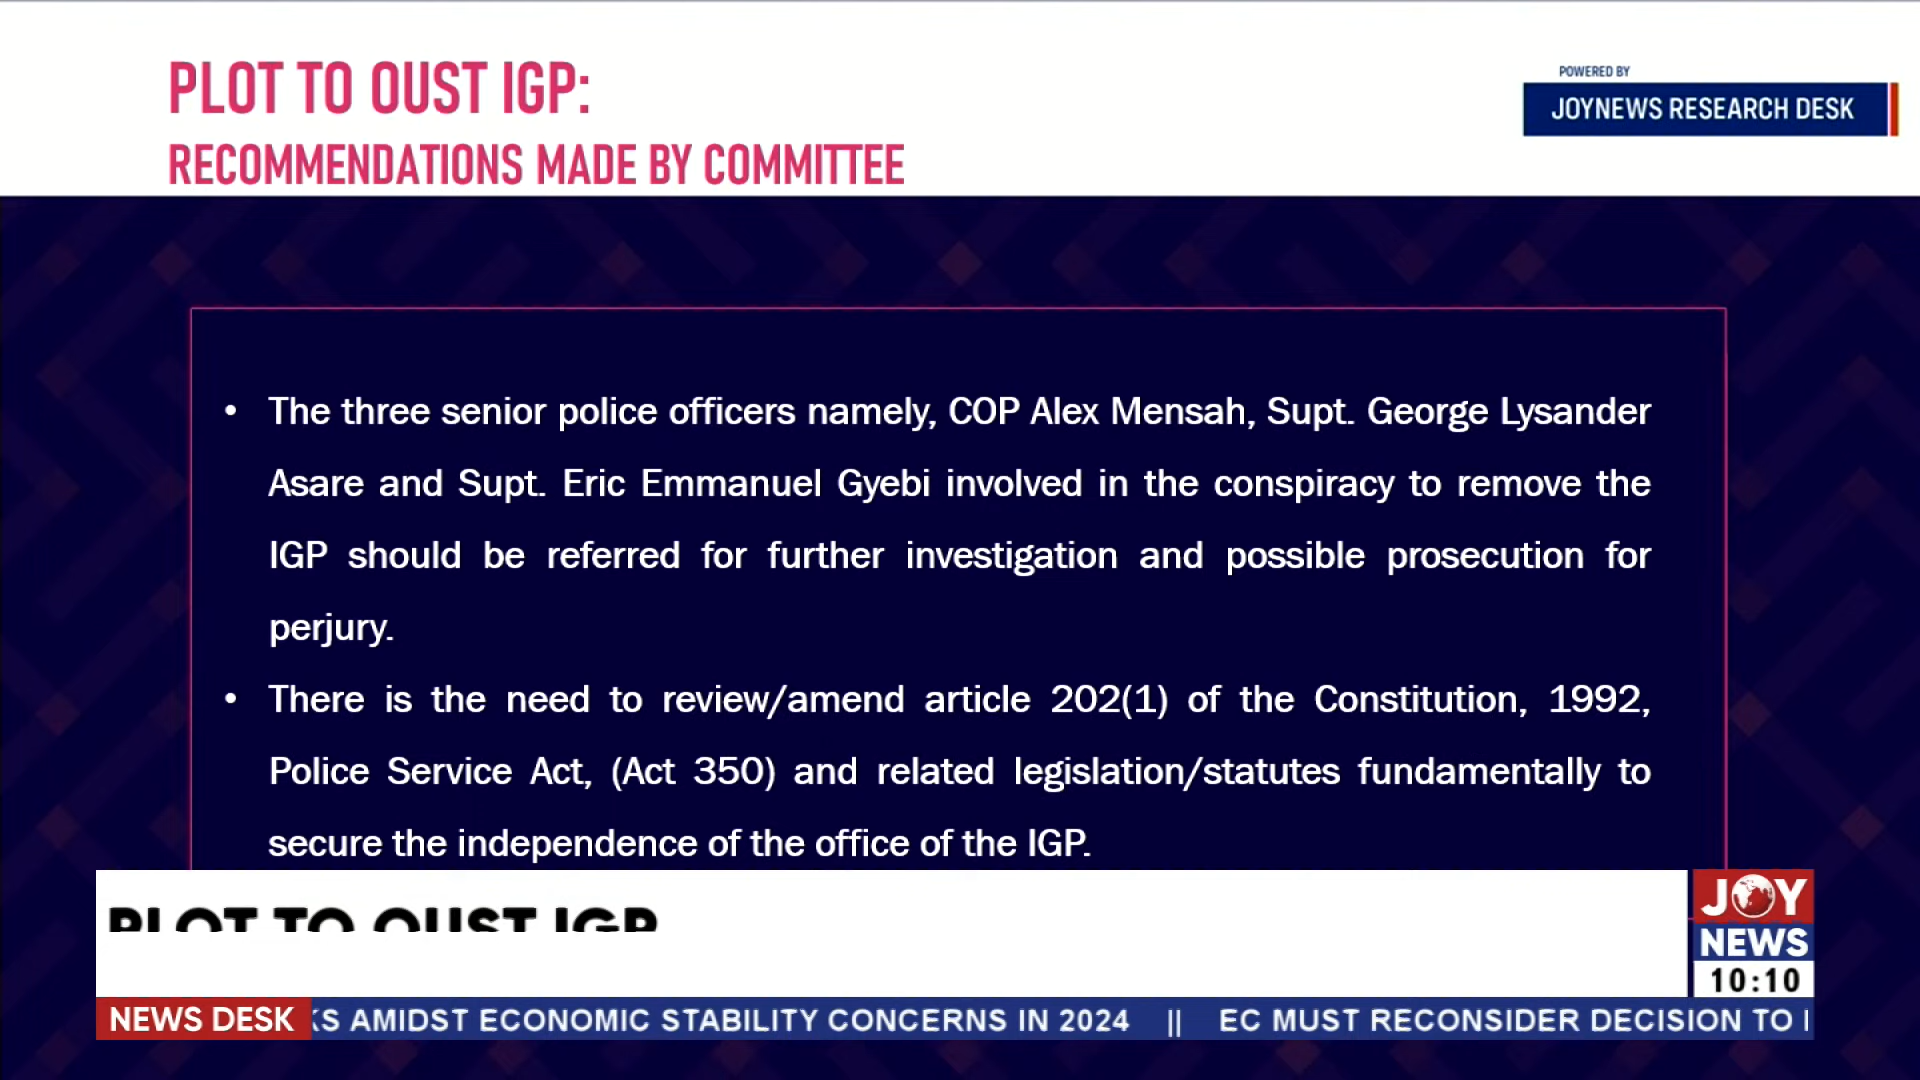 PLOT TO OUST IGP:
RECOMMENDATIONS MADE BY COMMITTEE
POWERED BY
JOYNEWS RESEARCH DESK
• The three senior police officers namely, COP Alex Mensah, Supt. George Lysander
Asare and Supt. Eric Emmanuel Gyebi involved in the conspiracy to remove the
IGP should be referred for further investigation and possible prosecution for
perjury.
• There is the need to review/amend article 202(1) of the Constitution, 1992,
Police Service Act, (Act 350) and related legislation/statutes fundamentally to
secure the independence of the office of the IGP.
PLOT TO OUST IGP
JOY
NEWS
10:10
NEWS DESK
AMIDST ECONOMIC STABILITY CONCERNS IN 2024 || EC MUST RECONSIDER DECISION TO